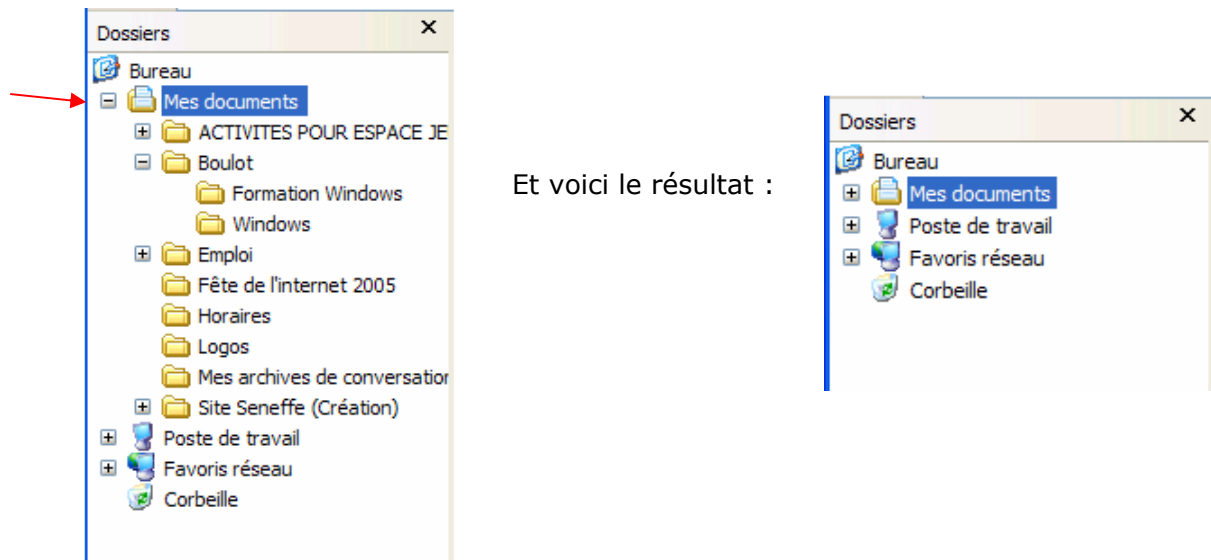 Dossiers
Bureau
Mes documents
ACTIVITES POUR ESPACE JE
Boulot
Formation Windows
Windows
Emploi
Fête de l'internet 2005
Horaires
Logos
Mes archives de conversation
Site Seneffe (Création)
Poste de travail
Favoris réseau
Corbeille
Et voici le résultat :
Dossiers
Bureau
Mes documents
Poste de travail
Favoris réseau
Corbeille